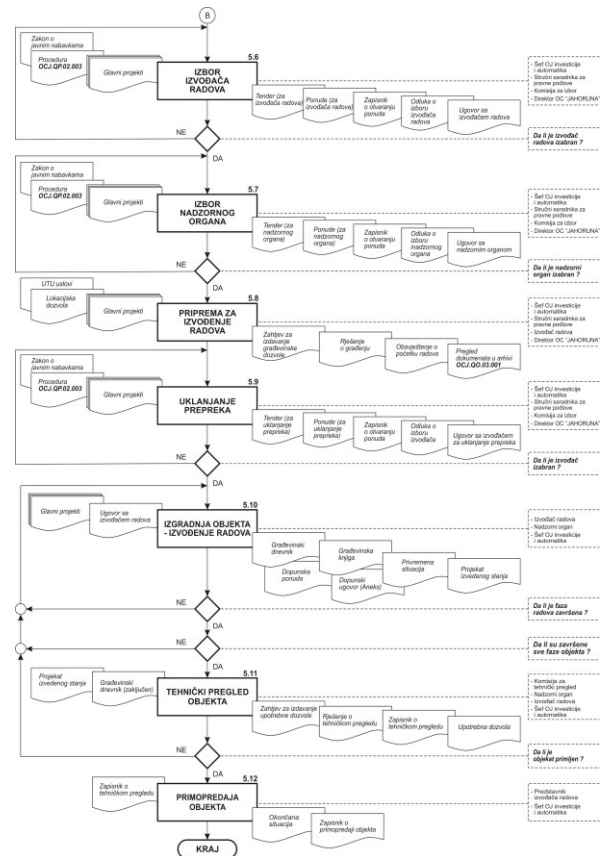 B
Zakon o
javnim nabavkama
Procedura
OCJ.QP.02.003
Glavni projekti
5.6
IZBOR
IZVOĐAČA
RADOVA
Tender (za
izvođača radova)
Ponude (za
izvođača radova)
Zapisnik
o otvaranju
ponuda
Odluka o
izboru izvođača
radova
Ugovor sa
izvođačem radova
- Šef OJ investicije
i automatika
- Stručni saradnik za
pravne poslove
- Komisija za izbor
- Direktor OC "JAHORINA"
NE
DA
Da li je izvođač
radova izabran ?
Zakon o
javnim nabavkama
Procedura
OCJ.QP.02.003
Glavni projekti
5.7
IZBOR
NADZORNOG
ORGANA
Tender (za
nadzornog
organa)
Ponude (za
nadzornog
organa)
Zapisnik
o otvaranju
ponuda
Odluka o
izboru
nadzornog
organa
Ugovor sa
nadzornim organom
- Šef OJ investicije
i automatika
- Stručni saradnik za
pravne poslove
- Komisija za izbor
- Direktor OC "JAHORINA"
NE
DA
Da li je nadzorni
organ izabran ?
UTU uslovi
Lokacijska
dozvola
Glavni projekti
5.8
PRIPREMA ZA
IZVOĐENJE
RADOVA
Zahtjev za
izdavanje
građevinske
dozvole
Rješenje
o građenju
Obavještenje o
početku radova
Pregled
dokumenata u arhivi
OCJ.QO.03.001
- Šef OJ investicije
i automatika
- Stručni saradnik za
pravne poslove
- Izvođač radova
- Direktor OC "JAHORINA"
Zakon o
javnim nabavkama
Procedura
OCJ.QP.02.003
Glavni projekti
5.9
UKLANJANJE
PREPREKA
Tender (za
uklanjanje
prepreka)
Ponude (za
uklanjanje
prepreka)
Zapisnik
o otvaranju
ponuda
Odluka o
izboru
izvođača
Ugovor sa izvođačem
za uklanjanje prepreka
- Šef OJ investicije
i automatika
- Stručni saradnik za
pravne poslove
- Komisija za izbor
- Direktor OC "JAHORINA"
NE
DA
Da li je izvođač
izabran ?
Glavni projekti
Ugovor sa
izvođačem radova
5.10
IZGRADNJA OBJEKTA
- IZVOĐENJE RADOVA
Građevinski
dnevnik
Građevinska
knjiga
Privremena
situacija
Projekat
izvedenog stanja
Dopunska
ponuda
Dopunski
ugovor (Aneks)
- Izvođač radova
- Nadzorni organ
- Šef OJ investicije
i automatika
NE
DA
Da li je faza
radova završena ?
NE
DA
Da li su završene
sve faze objekta ?
Projekat
izvedenog stanja
Građevinski
dnevnik (zaključen)
5.11
TEHNIČKI PREGLED
OBJEKTA
Zahtjev za izdavanje
upotrebne dozvole
Rješenje o
tehničkom pregledu
Zapisnik o
tehničkom pregledu
Upotrebna dozvola
- Komisija za
tehnički pregled
- Nadzorni organ
- Izvođač radova
- Šef OJ investicije
i automatika
NE
DA
Da li je
objekat primljen ?
Zapisnik o
tehničkom pregledu
5.12
PRIMOPREDAJA
OBJEKTA
Okončana
situacija
Zapisnik o
primopredaji objekta
- Predstavnik
izvođača radova
- Šef OJ investicije
i automatika
KRAJ